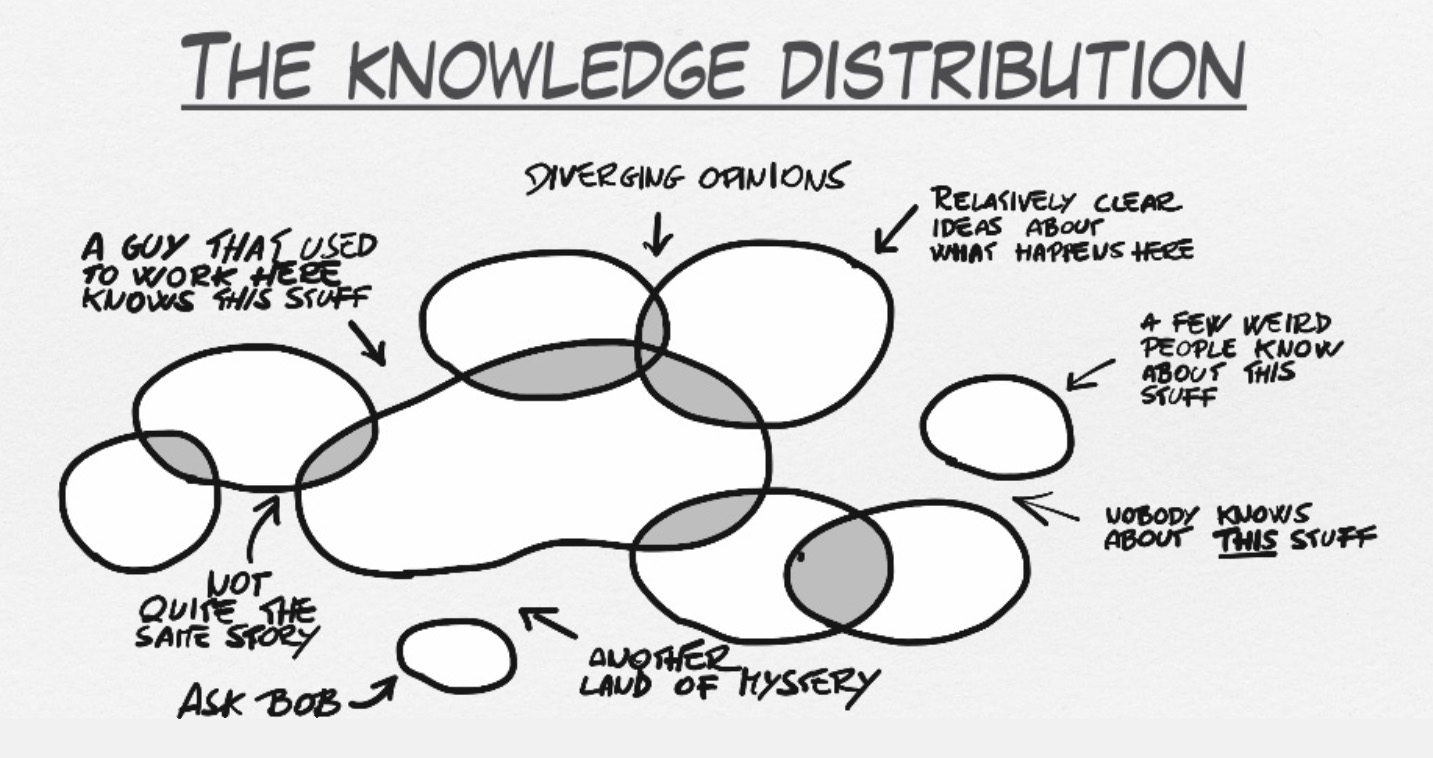 THE KNOWLEDGE DISTRIBUTION
DIVERGING OPINIONS
RELATIVELY CLEAR
IDEAS ABOUT
WHAT HAPPENS HERE
A GUY THAT USED
TO WORK HERE
KNOWS THIS STUFF
A FEW WEIRD
PEOPLE KNOW
ABOUT THIS
STUFF
NOBODY KNOWS
ABOUT THIS STUFF
NOT
QUITE THE
SAME STORY
ANOTHER
LAND OF MYSTERY
ASK BOB